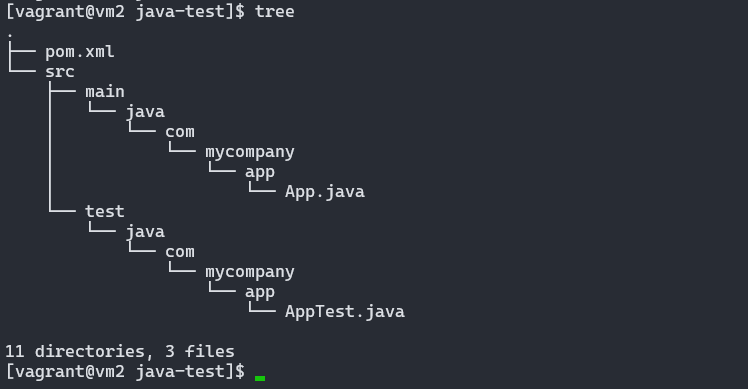 [vagrant@vm2 java-test]$ tree
.
├── pom.xml
└── src
    ├── main
    │   └── java
    │       └── com
    │           └── mycompany
    │               └── app
    │                   └── App.java
    └── test
        └── java
            └── com
                └── mycompany
                    └── app
                        └── AppTest.java
11 directories, 3 files
[vagrant@vm2 java-test]$